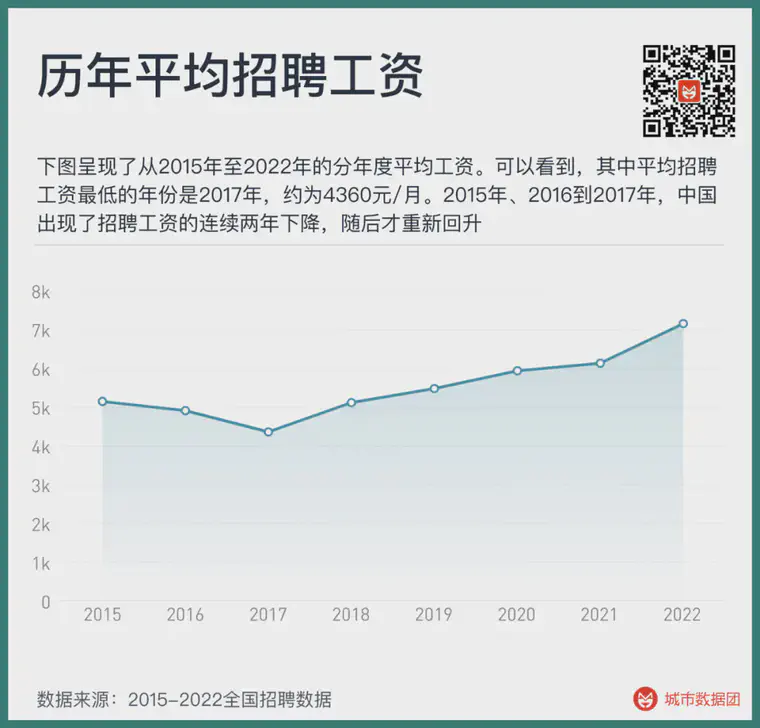 历年平均招聘工资
下图呈现了从2015年至2022年的分年度平均工资。可以看到，其中平均招聘
工资最低的年份是2017年，约为4360元/月。2015年、2016到2017年，中国
出现了招聘工资的连续两年下降，随后才重新回升
8k
7k
6k
5k
4k
3k
2k
1k
0
2015 2016 2017 2018 2019 2020 2021 2022
数据来源：2015-2022全国招聘数据
城市数据团